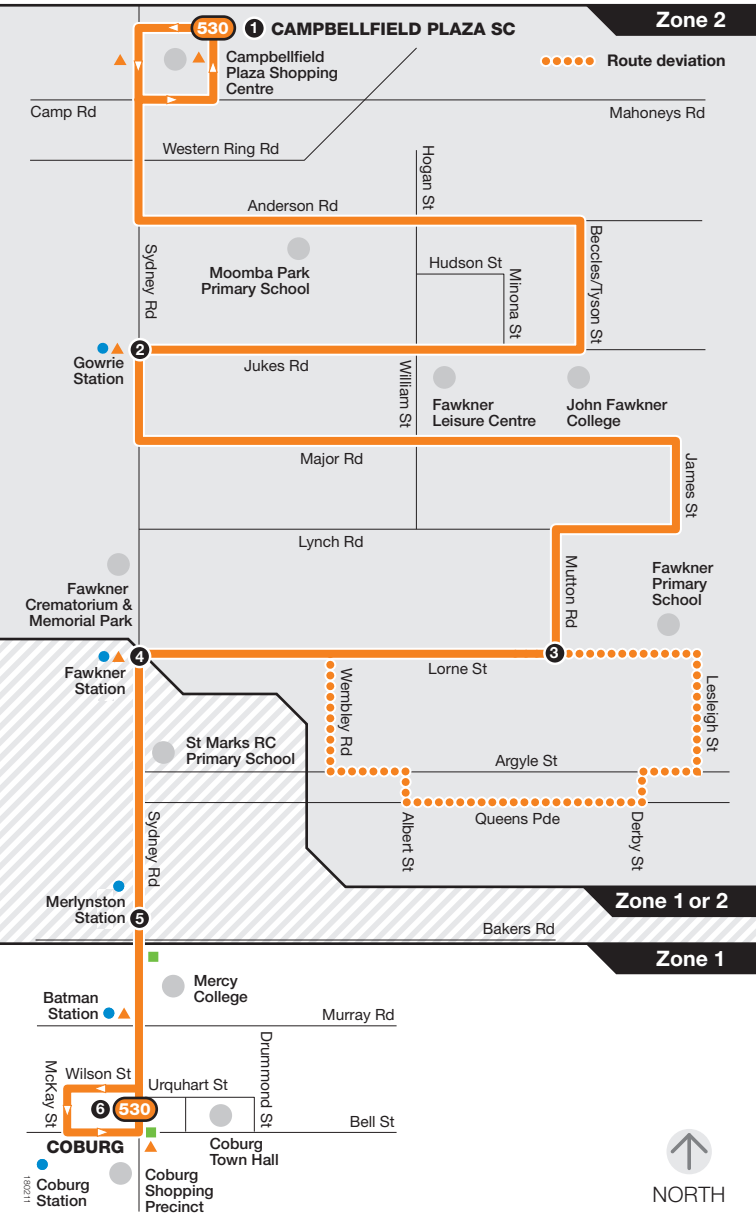 Zone 2
530 1 CAMPBELLFIELD PLAZA SC
Campbellfield
Plaza Shopping
Centre
Route deviation
Camp Rd
Mahoneys Rd
Western Ring Rd
Hogan St
Anderson Rd
Sydney Rd
Beccles/Tyson St
Moomba Park
Primary School
Hudson St
Minona St
2
Gowrie
Station
Jukes Rd
William St
Fawkner
Leisure Centre
John Fawkner
College
Major Rd
James St
Lynch Rd
Mutton Rd
Fawkner
Crematorium &
Memorial Park
Fawkner
Primary
School
4
3
Fawkner
Station
Lorne St
Wembley Rd
Lesleigh St
St Marks RC
Primary School
Argyle St
Sydney Rd
Albert St
Queens Pde
Derby St
Merlynston
Station
5
Zone 1 or 2
Bakers Rd
Zone 1
Mercy
College
Batman
Station
Murray Rd
McKay St
Wilson St
Urquhart St
Drummond St
6 530
Bell St
COBURG
Coburg
Town Hall
Coburg
Station
Coburg
Shopping
Precinct
180211
NORTH